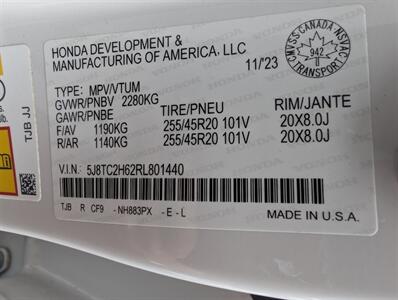 HONDA DEVELOPMENT &
MANUFACTURING OF AMERICA, LLC
11/'23
CMVSS CANADA NSVAC
942
TRANSPORT
TYPE: MPV/VTUM
GVWR/PNBV 2280KG
GAWR/PNBE TIRE/PNEU RIM/JANTE
F/AV 1190KG 255/45R20 101V 20X8.0J
R/AR 1140KG 255/45R20 101V 20X8.0J
V.I.N.: 5J8TC2H62RL801440
TJB R CF9 -NH883PX -E-L
MADE IN U.S.A.
TJB JJ